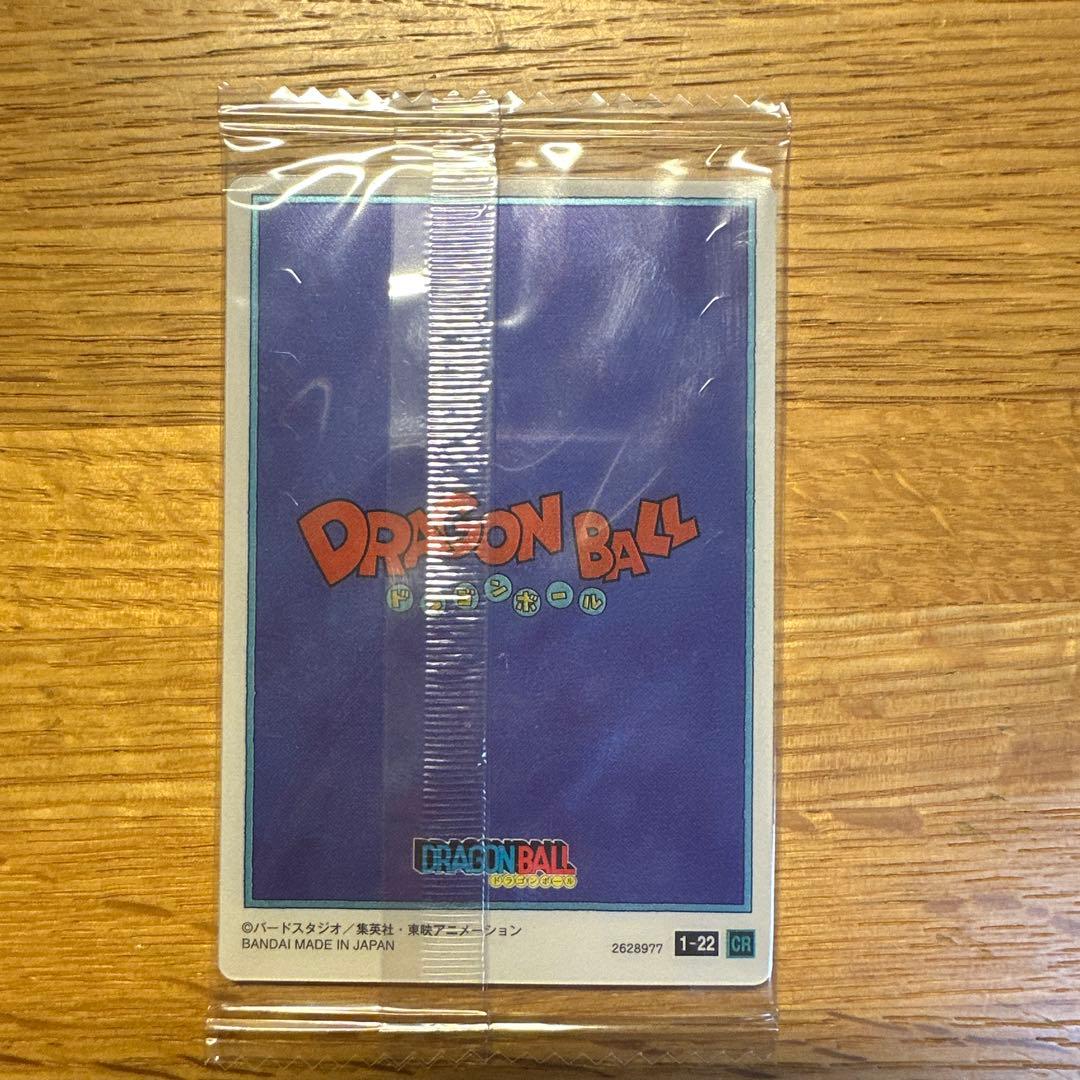 DRAGON BALL
ドラゴンボール
DRAGONBALL
ドラゴンボール
©バードスタジオ／集英社・東映アニメーション
BANDAI MADE IN JAPAN
2628977 1-22 CR